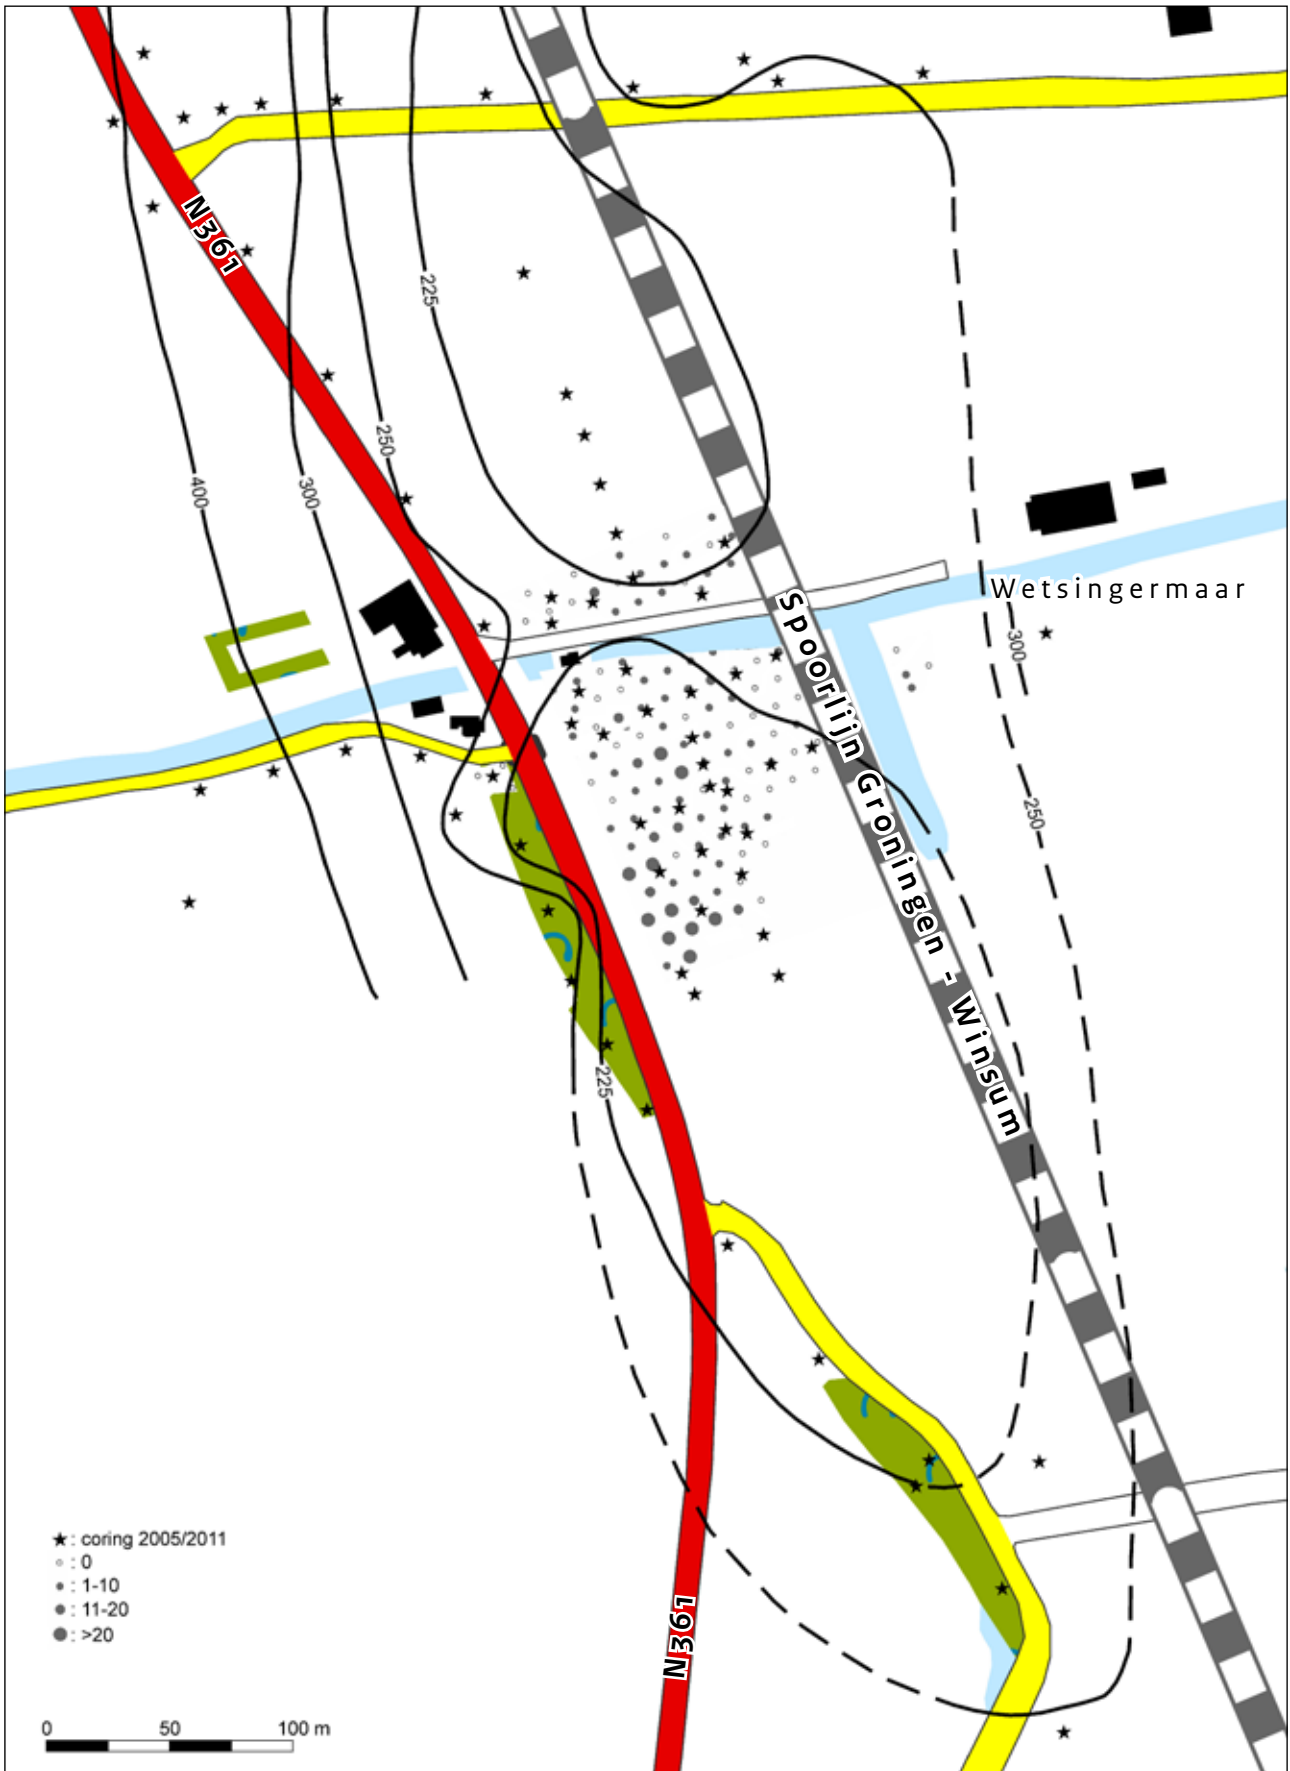 N361
225
250
400
300
Wetsingermaar
300
Spoorlijn Groningen - Winsum
250
225
★: coring 2005/2011
○: 0
●: 1-10
●: 11-20
●: >20
N361
0 50 100 m